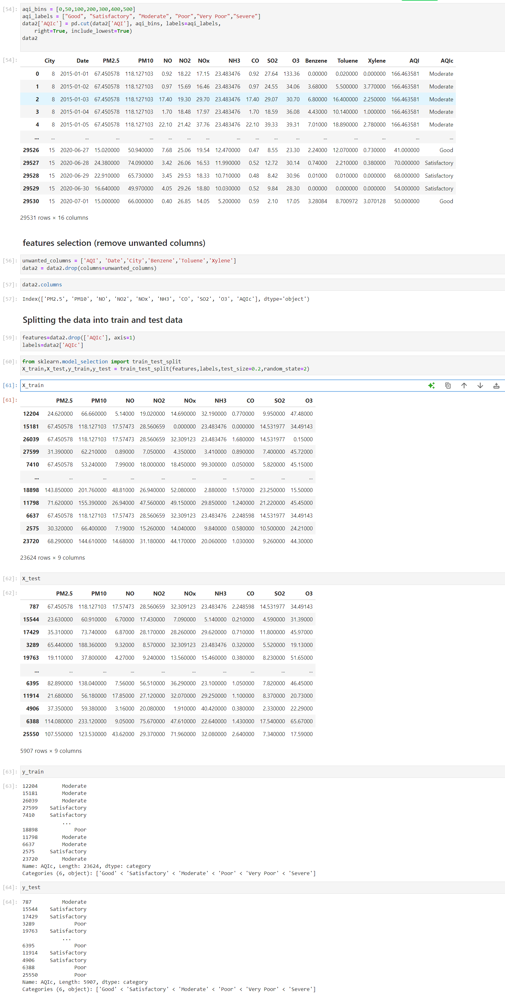 [54]: aqi_bins = [0,50,100,200,300,400,500]
aqi_labels = ["Good", "Satisfactory", "Moderate", "Poor","Very Poor","Severe"]
data2['AQIc'] = pd.cut(data2['AQI'], aqi_bins, labels=aqi_labels,
right=True, include_lowest=True)
data2
[54]: City Date PM2.5 PM10 NO NO2 NOx NH3 CO SO2 O3 Benzene Toluene Xylene AQI AQIc
0 8 2015-01-01 67.450578 118.127103 0.92 18.22 17.15 23.483476 0.92 27.64 133.36 0.00000 0.020000 0.000000 166.463581 Moderate
1 8 2015-01-02 67.450578 118.127103 0.97 15.69 16.46 23.483476 0.97 24.55 34.06 3.68000 5.500000 3.770000 166.463581 Moderate
2 8 2015-01-03 67.450578 118.127103 17.40 19.30 29.70 23.483476 17.40 29.07 30.70 6.80000 16.400000 2.250000 166.463581 Moderate
3 8 2015-01-04 67.450578 118.127103 1.70 18.48 17.97 23.483476 1.70 18.59 36.08 4.43000 10.140000 1.000000 166.463581 Moderate
4 8 2015-01-05 67.450578 118.127103 22.10 21.42 37.76 23.483476 22.10 39.33 39.31 7.01000 18.890000 2.780000 166.463581 Moderate
... ... ... ... ... ... ... ... ... ... ... ... ... ... ... ... ...
29526 15 2020-06-27 15.020000 50.940000 7.68 25.06 19.54 12.470000 0.47 8.55 23.30 2.24000 12.070000 0.730000 41.000000 Good
29527 15 2020-06-28 24.380000 74.090000 3.42 26.06 16.53 11.990000 0.52 12.72 30.14 0.74000 2.210000 0.380000 70.000000 Satisfactory
29528 15 2020-06-29 22.910000 65.730000 3.45 29.53 18.33 10.710000 0.48 8.42 30.96 0.01000 0.010000 0.000000 68.000000 Satisfactory
29529 15 2020-06-30 16.640000 49.970000 4.05 29.26 18.80 10.030000 0.52 9.84 28.30 0.00000 0.000000 0.000000 54.000000 Satisfactory
29530 15 2020-07-01 15.000000 66.000000 0.40 26.85 14.05 5.200000 0.59 2.10 17.05 3.28084 8.700972 3.070128 50.000000 Good
29531 rows × 16 columns
features selection (remove unwanted columns)
[56]: unwanted_columns = ['AQI', 'Date','City','Benzene','Toluene','Xylene']
data2 = data2.drop(columns=unwanted_columns)
[57]: data2.columns
[57]: Index(['PM2.5', 'PM10', 'NO', 'NO2', 'NOx', 'NH3', 'CO', 'SO2', 'O3', 'AQIc'], dtype='object')
Splitting the data into train and test data
[59]: features=data2.drop(['AQIc'], axis=1)
labels=data2['AQIc']
[60]: from sklearn.model_selection import train_test_split
X_train,X_test,y_train,y_test = train_test_split(features,labels,test_size=0.2,random_state=2)
[61]: X_train
[61]: PM2.5 PM10 NO NO2 NOx NH3 CO SO2 O3
12204 24.620000 66.660000 5.14000 19.020000 14.690000 32.190000 0.770000 9.950000 47.48000
15181 67.450578 118.127103 17.57473 28.560659 0.000000 23.483476 0.000000 14.531977 34.49143
26039 67.450578 118.127103 17.57473 28.560659 32.309123 23.483476 1.680000 14.531977 0.15000
27599 31.390000 62.210000 0.89000 7.050000 4.350000 3.410000 0.890000 7.400000 45.72000
7410 67.450578 53.240000 7.99000 18.000000 18.450000 99.300000 0.050000 5.820000 45.15000
... ... ... ... ... ... ... ... ... ...
18898 143.850000 201.760000 48.81000 26.940000 52.080000 2.880000 1.570000 23.250000 15.50000
11798 71.620000 155.390000 26.94000 47.560000 49.150000 29.850000 1.240000 21.220000 45.45000
6637 67.450578 118.127103 17.57473 28.560659 32.309123 23.483476 2.248598 14.531977 34.49143
2575 30.320000 66.400000 7.19000 15.260000 14.040000 9.840000 0.580000 10.500000 24.21000
23720 68.290000 144.610000 14.68000 31.180000 44.170000 20.060000 1.030000 9.260000 44.30000
23624 rows × 9 columns
[62]: X_test
[62]: PM2.5 PM10 NO NO2 NOx NH3 CO SO2 O3
787 67.450578 118.127103 17.57473 28.560659 32.309123 23.483476 2.248598 14.531977 34.49143
15544 23.630000 60.910000 6.70000 17.430000 7.090000 5.140000 0.210000 4.590000 31.39000
17429 35.310000 73.740000 6.87000 28.170000 28.260000 29.620000 0.710000 11.800000 45.97000
3289 65.440000 188.360000 9.32000 8.570000 32.309123 23.483476 0.320000 5.520000 19.13000
19763 19.110000 37.800000 4.27000 9.240000 13.560000 15.460000 0.380000 8.230000 51.65000
... ... ... ... ... ... ... ... ... ...
6395 82.890000 138.040000 7.56000 56.510000 36.290000 23.100000 1.050000 7.820000 46.45000
11914 21.680000 56.180000 17.85000 27.120000 32.070000 29.250000 1.100000 8.370000 20.73000
4906 37.350000 59.380000 3.16000 20.080000 1.910000 40.420000 0.380000 2.330000 22.29000
6388 114.080000 233.120000 9.05000 75.670000 47.610000 22.640000 1.430000 17.540000 65.67000
25550 107.550000 123.530000 43.62000 29.370000 71.960000 32.080000 2.640000 7.340000 17.59000
5907 rows × 9 columns
[63]: y_train
[63]: 12204 Moderate
15181 Moderate
26039 Moderate
27599 Satisfactory
7410 Satisfactory
...
18898 Poor
11798 Moderate
6637 Moderate
2575 Satisfactory
23720 Moderate
Name: AQIc, Length: 23624, dtype: category
Categories (6, object): ['Good' < 'Satisfactory' < 'Moderate' < 'Poor' < 'Very Poor' < 'Severe']
[64]: y_test
[64]: 787 Moderate
15544 Satisfactory
17429 Satisfactory
3289 Poor
19763 Satisfactory
...
6395 Poor
11914 Satisfactory
4906 Satisfactory
6388 Poor
25550 Poor
Name: AQIc, Length: 5907, dtype: category
Categories (6, object): ['Good' < 'Satisfactory' < 'Moderate' < 'Poor' < 'Very Poor' < 'Severe']